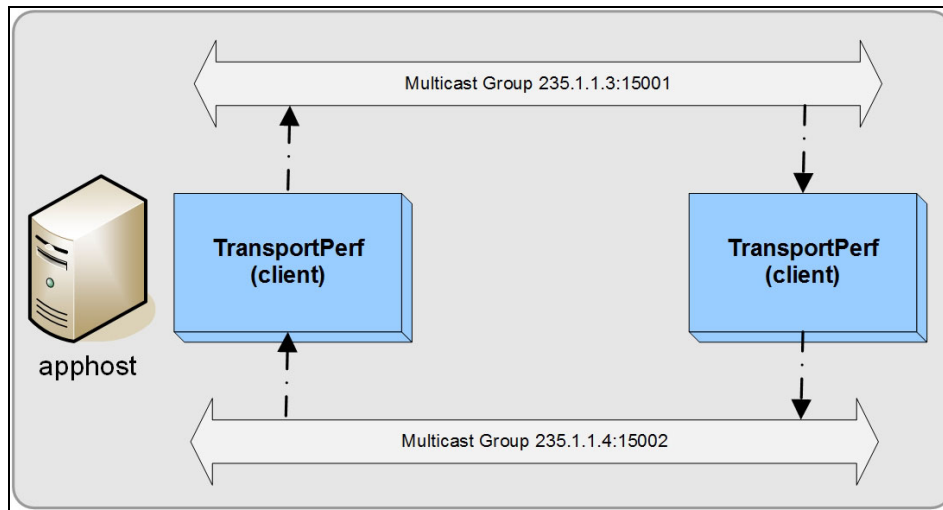 Multicast Group 235.1.1.3:15001
TransportPerf
(client)
TransportPerf
(client)
apphost
Multicast Group 235.1.1.4:15002